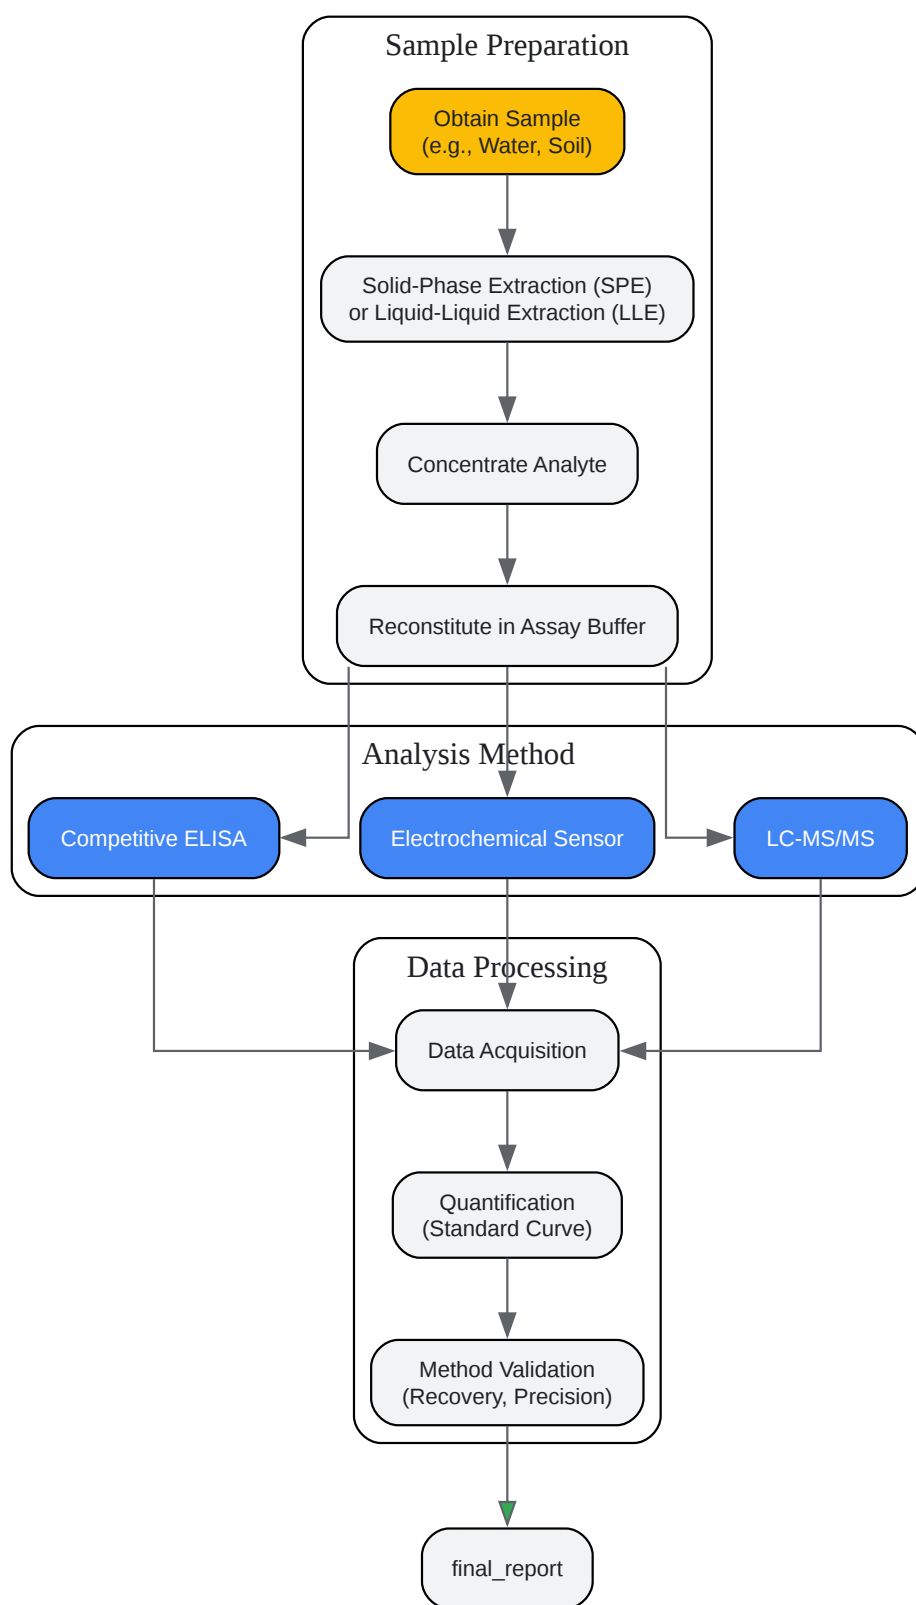 Sample Preparation
Obtain Sample
(e.g., Water, Soil)
Solid-Phase Extraction (SPE)
or Liquid-Liquid Extraction (LLE)
Concentrate Analyte
Reconstitute in Assay Buffer
Analysis Method
Competitive ELISA
Electrochemical Sensor
LC-MS/MS
Data Processing
Data Acquisition
Quantification
(Standard Curve)
Method Validation
(Recovery, Precision)
final_report